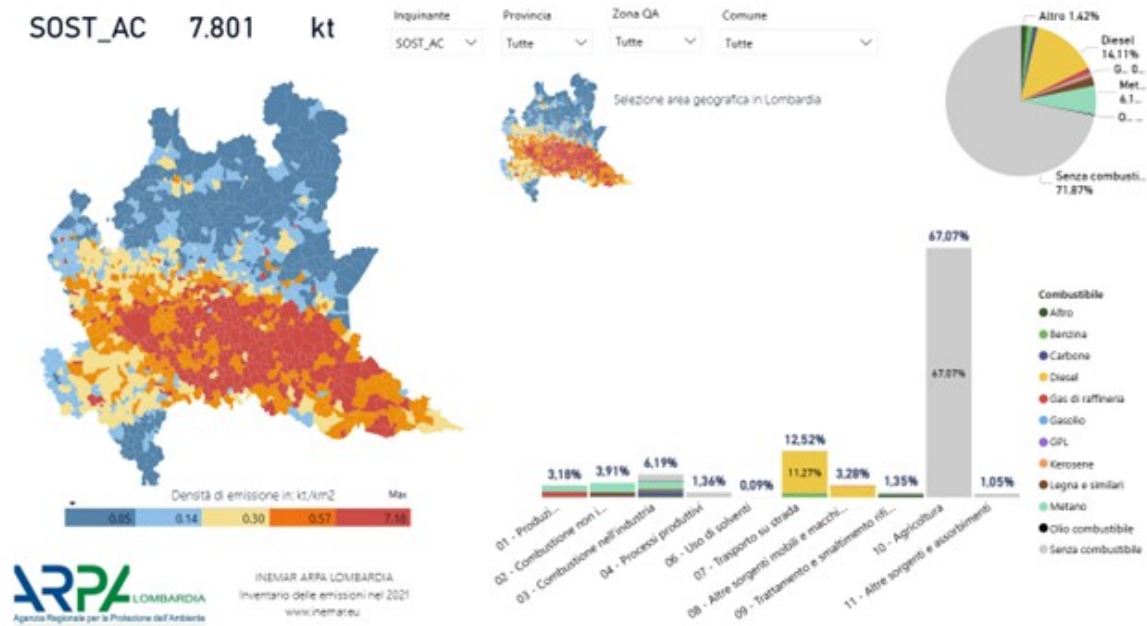 SOST_AC 7.801 kt
Inquinante
SOST_AC
Provincia
Tutte
Zona QA
Tutte
Comune
Tutte
Selezione area geografica in Lombardia
Altro 1,42%
Diesel
14,11%
G... 0...
Met...
6,1...
O... ...
Senza combusti...
71,87%
Densità di emissione in: kt/km2
Max
0.05 0.14 0.30 0.57 7.16
3,18%
3,91%
6,19%
1,36%
0,09%
12,52%
11,27%
3,28%
1,35%
67,07%
67,07%
1,05%
01 - Produzi...
02 - Combustione non i...
03 - Combustione nell'industria
04 - Processi produttivi
06 - Uso di solventi
07 - Trasporto su strada
08 - Altre sorgenti mobili e macchi...
09 - Trattamento e smaltimento rifi...
10 - Agricoltura
11 - Altre sorgenti e assorbimenti
Combustibile
Altro
Benzina
Carbone
Diesel
Gas di raffineria
Gasolio
GPL
Kerosene
Legna e similari
Metano
Olio combustibile
Senza combustibile
ARPA LOMBARDIA
Agenzia Regionale per la Protezione dell'Ambiente
INEMAR ARPA LOMBARDIA
Inventario delle emissioni nel 2021
www.inemar.eu